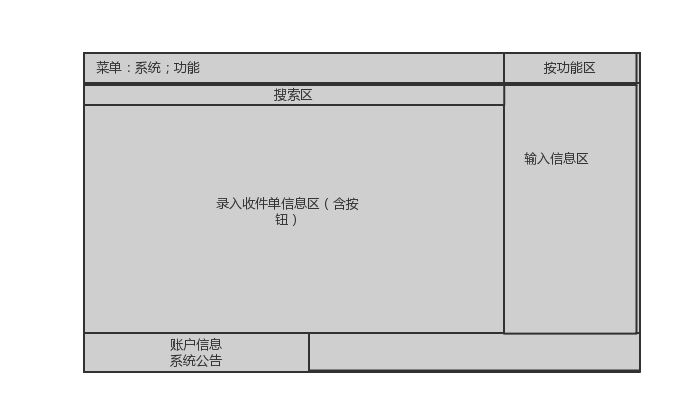 菜单：系统；功能
按功能区
搜索区
输入信息区
录入收件单信息区（含按
钮）
账户信息
系统公告